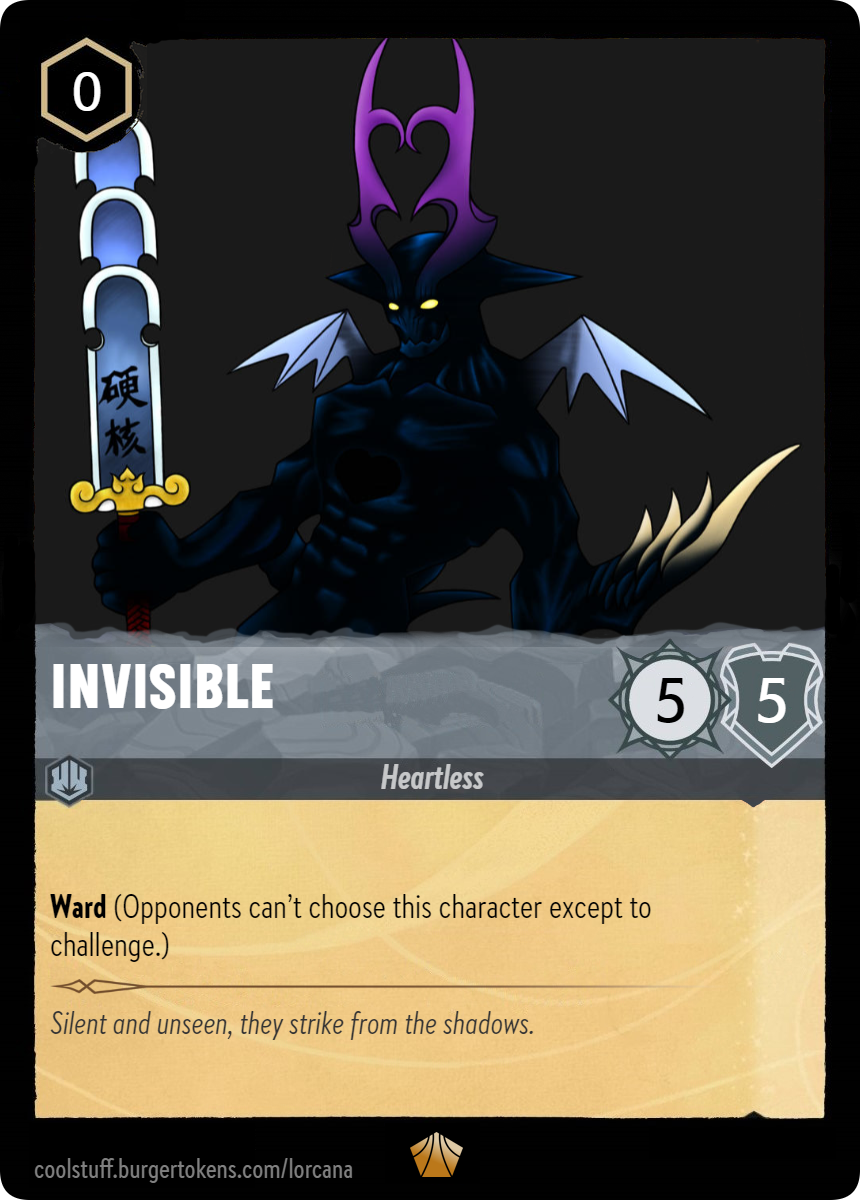 0
硬
核
INVISIBLE
5
5
Heartless
Ward (Opponents can't choose this character except to
challenge.)
Silent and unseen, they strike from the shadows.
coolstuff.burgertokens.com/lorcana